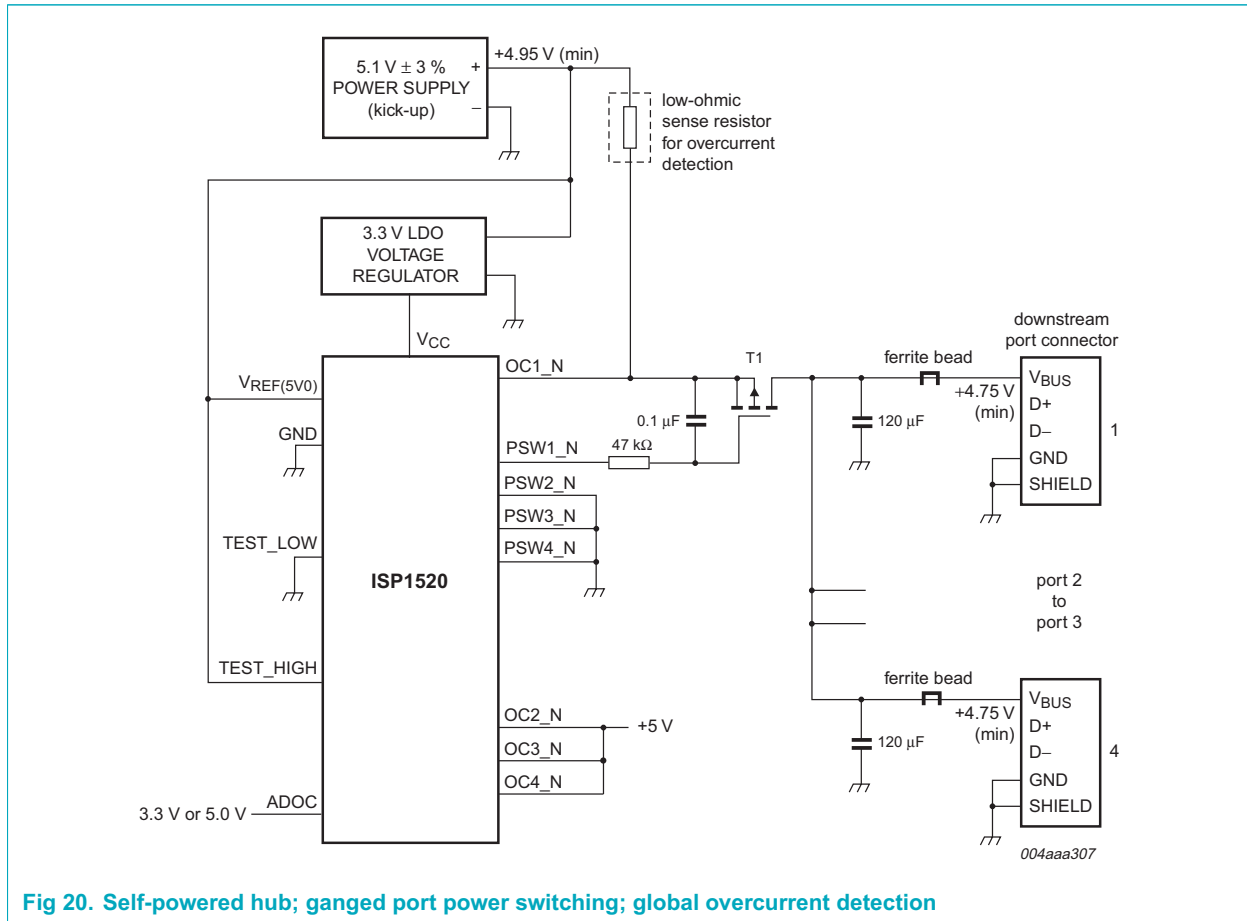 +4.95 V (min)
5.1 V ± 3 %
POWER SUPPLY
(kick-up)
+
−
low-ohmic
sense resistor
for overcurrent
detection
3.3 V LDO
VOLTAGE
REGULATOR
VCC
VREF(5V0)
GND
TEST_LOW
TEST_HIGH
3.3 V or 5.0 V
ADOC
ISP1520
OC1_N
PSW1_N
PSW2_N
PSW3_N
PSW4_N
OC2_N
OC3_N
OC4_N
+5 V
47 kΩ
0.1 μF
T1
120 μF
ferrite bead
+4.75 V
(min)
downstream
port connector
VBUS
D+
D−
GND
SHIELD
1
port 2
to
port 3
120 μF
ferrite bead
+4.75 V
(min)
VBUS
D+
D−
GND
SHIELD
4
004aaa307
Fig 20. Self-powered hub; ganged port power switching; global overcurrent detection